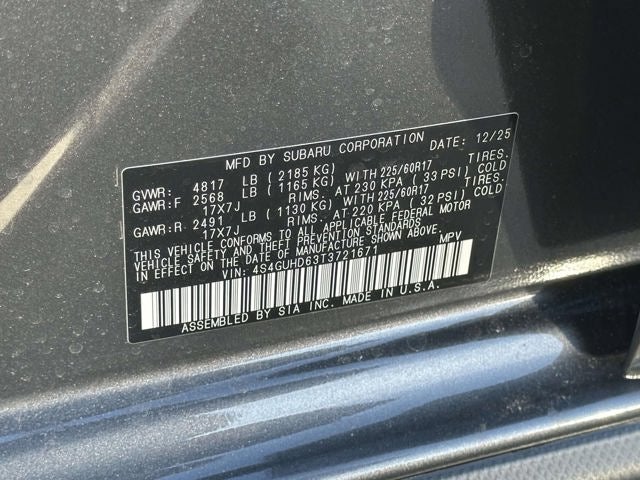 MFD BY SUBARU CORPORATION DATE: 12/25
GVWR: 4817 LB (2185 KG)
GAWR:F 2568 LB (1165 KG) WITH 225/60R17 TIRES.
17X7J RIMS. AT 230 KPA (33 PSI) COLD
GAWR:R 2491 LB (1130 KG) WITH 225/60R17 TIRES.
17X7J RIMS. AT 220 KPA (32 PSI) COLD
THIS VEHICLE CONFORMS TO ALL APPLICABLE FEDERAL MOTOR
VEHICLE SAFETY AND THEFT PREVENTION STANDARDS
IN EFFECT ON THE DATE OF MANUFACTURE SHOWN ABOVE.
VIN: 4S4GUHD63T3721671 MPV
ASSEMBLED BY SIA INC. MADE IN U.S.A.